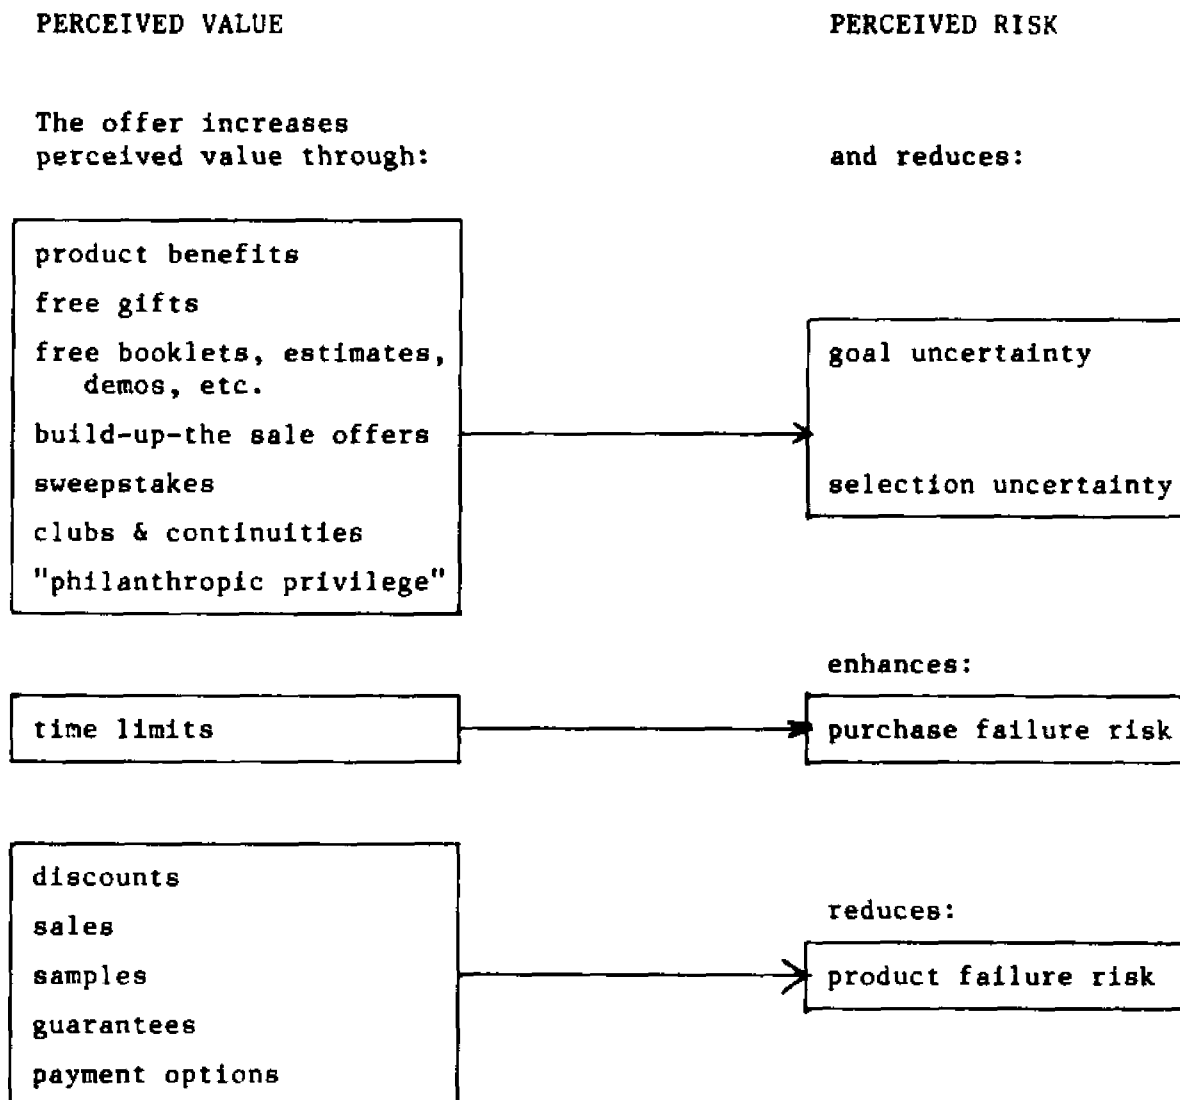 PERCEIVED VALUE
PERCEIVED RISK
The offer increases
perceived value through:
and reduces:
product benefits
free gifts
free booklets, estimates,
demos, etc.
build-up-the sale offers
sweepstakes
clubs & continuities
"philanthropic privilege"
goal uncertainty
selection uncertainty
time limits
enhances:
purchase failure risk
discounts
sales
samples
guarantees
payment options
reduces:
product failure risk